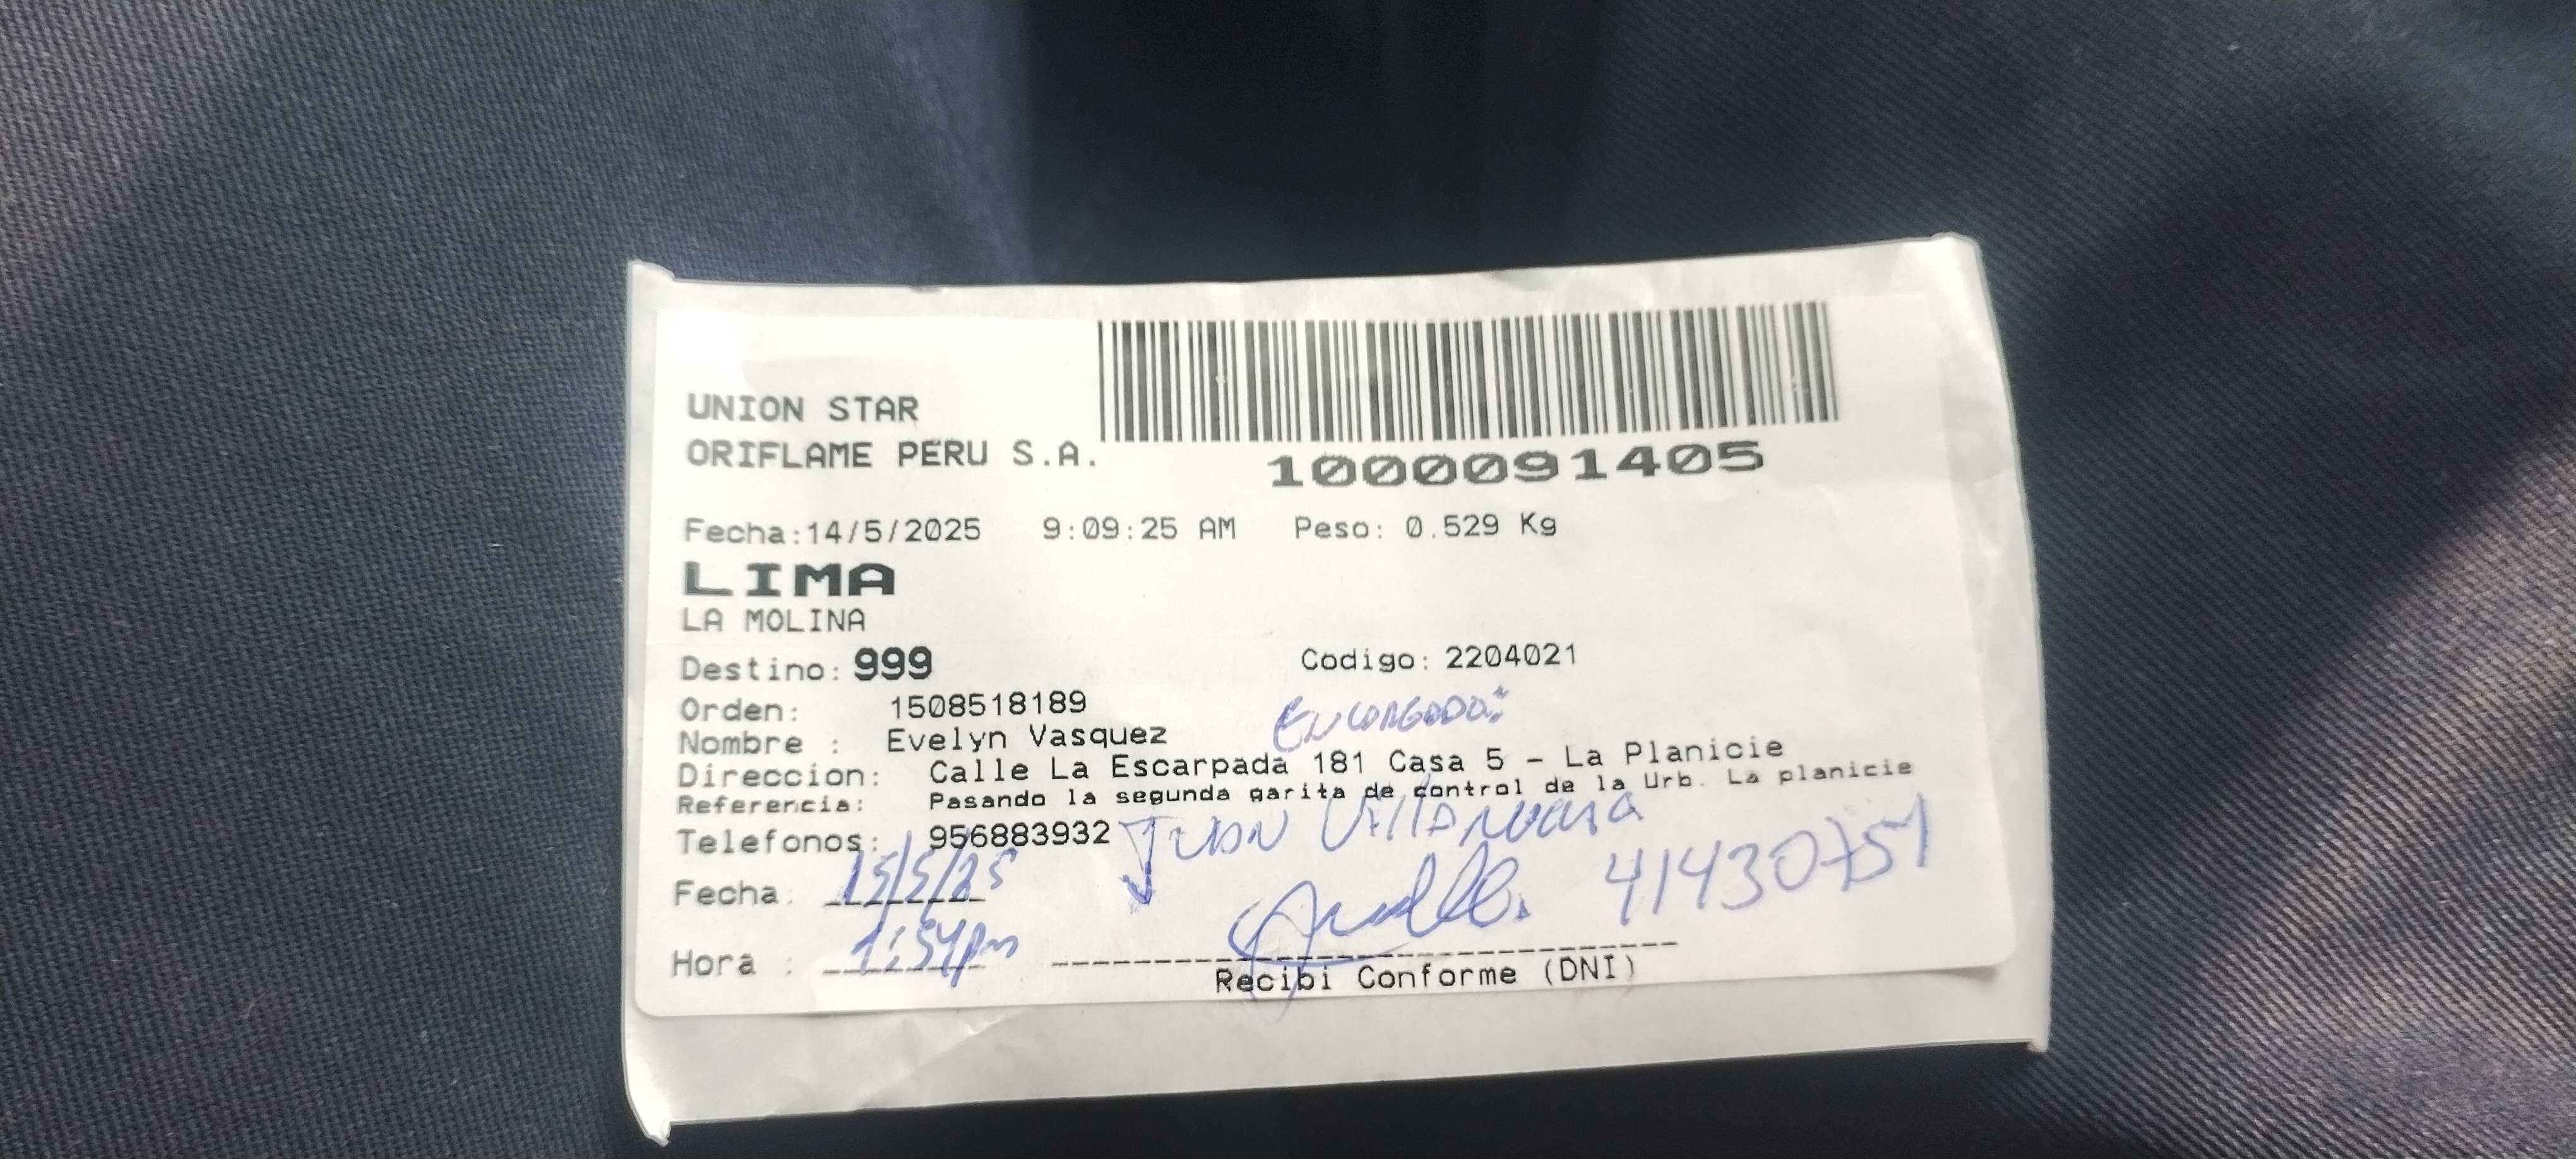 UNION STAR
ORIFLAME PERU S.A.
1000091405
Fecha:14/5/2025 9:09:25 AM Peso: 0.529 Kg
LIMA
LA MOLINA
Destino: 999 Codigo: 2204021
Orden: 1508518189
Nombre : Evelyn Vasquez
ENCARGADO:
Direccion: Calle La Escarpada 181 Casa 5 - La Planicie
Referencia: Pasando la segunda garita de control de la Urb. La planicie
Telefonos: 956883932 Juan Villanueva
Fecha: 15/5/25 41430751
Hora : 1:54pm
Recibi Conforme (DNI)